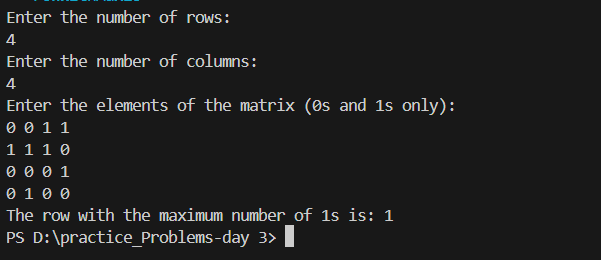 Enter the number of rows:
4
Enter the number of columns:
4
Enter the elements of the matrix (0s and 1s only):
0 0 1 1
1 1 1 0
0 0 0 1
0 1 0 0
The row with the maximum number of 1s is: 1
PS D:\practice_Problems-day 3>